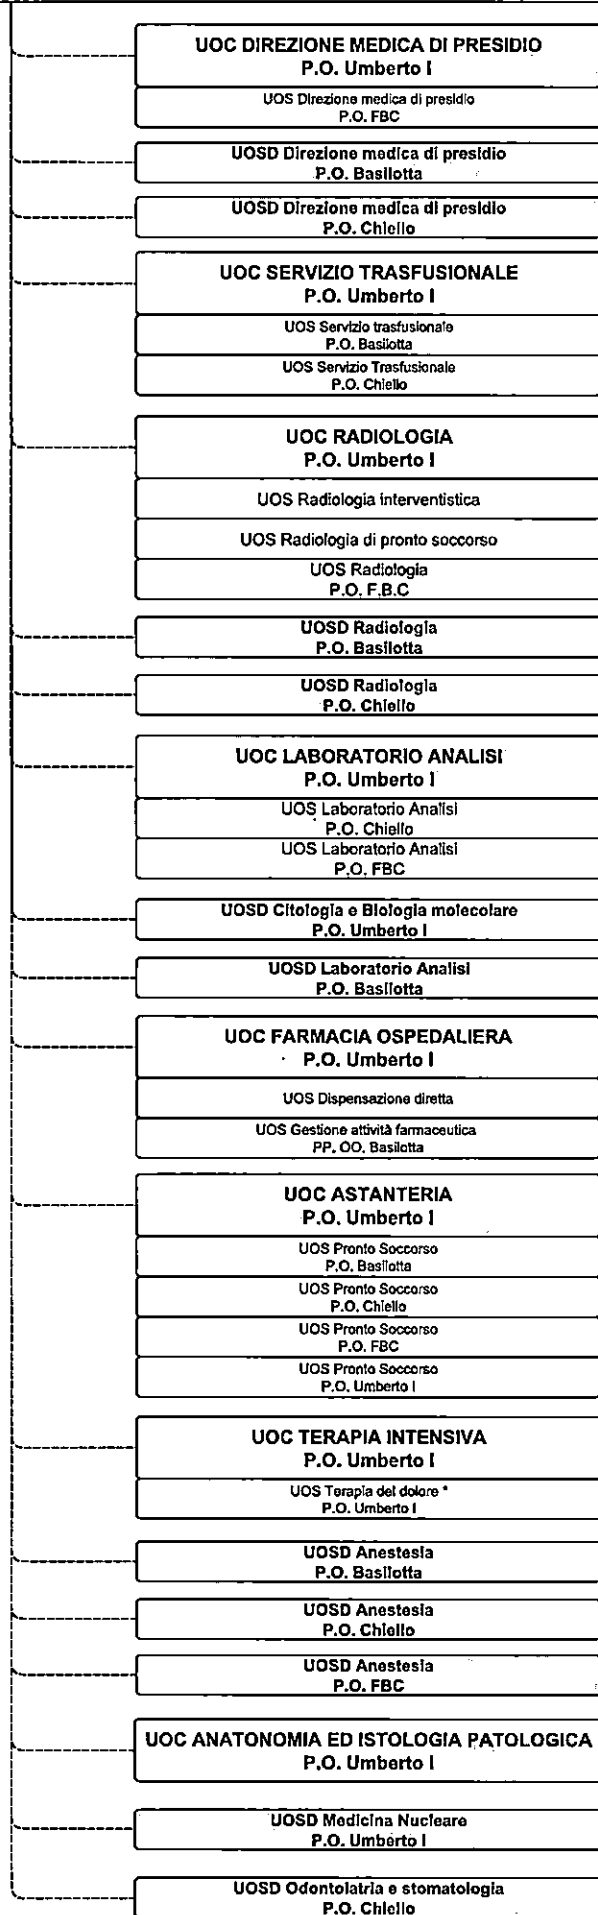 UOC DIREZIONE MEDICA DI PRESIDIO
P.O. Umberto I
UOS Direzione medica di presidio
P.O. FBC
UOSD Direzione medica di presidio
P.O. Basilotta
UOSD Direzione medica di presidio
P.O. Chiello
UOC SERVIZIO TRASFUSIONALE
P.O. Umberto I
UOS Servizio trasfusionale
P.O. Basilotta
UOS Servizio Trasfusionale
P.O. Chiello
UOC RADIOLOGIA
P.O. Umberto I
UOS Radiologia interventistica
UOS Radiologia di pronto soccorso
UOS Radiologia
P.O. F.B.C
UOSD Radiologia
P.O. Basilotta
UOSD Radiologia
P.O. Chiello
UOC LABORATORIO ANALISI
P.O. Umberto I
UOS Laboratorio Analisi
P.O. Chiello
UOS Laboratorio Analisi
P.O. FBC
UOSD Citologia e Biologia molecolare
P.O. Umberto I
UOSD Laboratorio Analisi
P.O. Basilotta
UOC FARMACIA OSPEDALIERA
P.O. Umberto I
UOS Dispensazione diretta
UOS Gestione attività farmaceutica
PP. OO. Basilotta
UOC ASTANTERIA
P.O. Umberto I
UOS Pronto Soccorso
P.O. Basilotta
UOS Pronto Soccorso
P.O. Chiello
UOS Pronto Soccorso
P.O. FBC
UOS Pronto Soccorso
P.O. Umberto I
UOC TERAPIA INTENSIVA
P.O. Umberto I
UOS Terapia del dolore *
P.O. Umberto I
UOSD Anestesia
P.O. Basilotta
UOSD Anestesia
P.O. Chiello
UOSD Anestesia
P.O. FBC
UOC ANATONOMIA ED ISTOLOGIA PATOLOGICA
P.O. Umberto I
UOSD Medicina Nucleare
P.O. Umberto I
UOSD Odontoiatria e stomatologia
P.O. Chiello